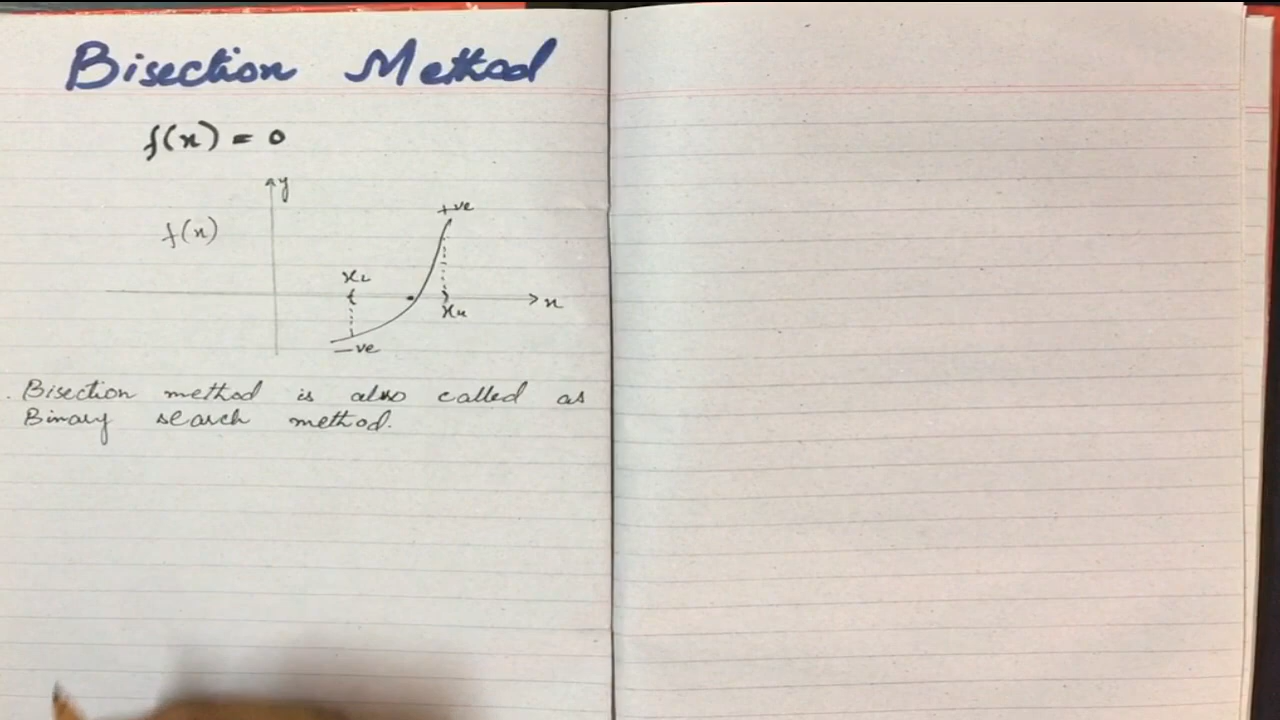 Bisection Method
f(x) = 0
y
+ve
f(x)
xL
x
xu
-ve
. Bisection method is also called as
Binary search method.